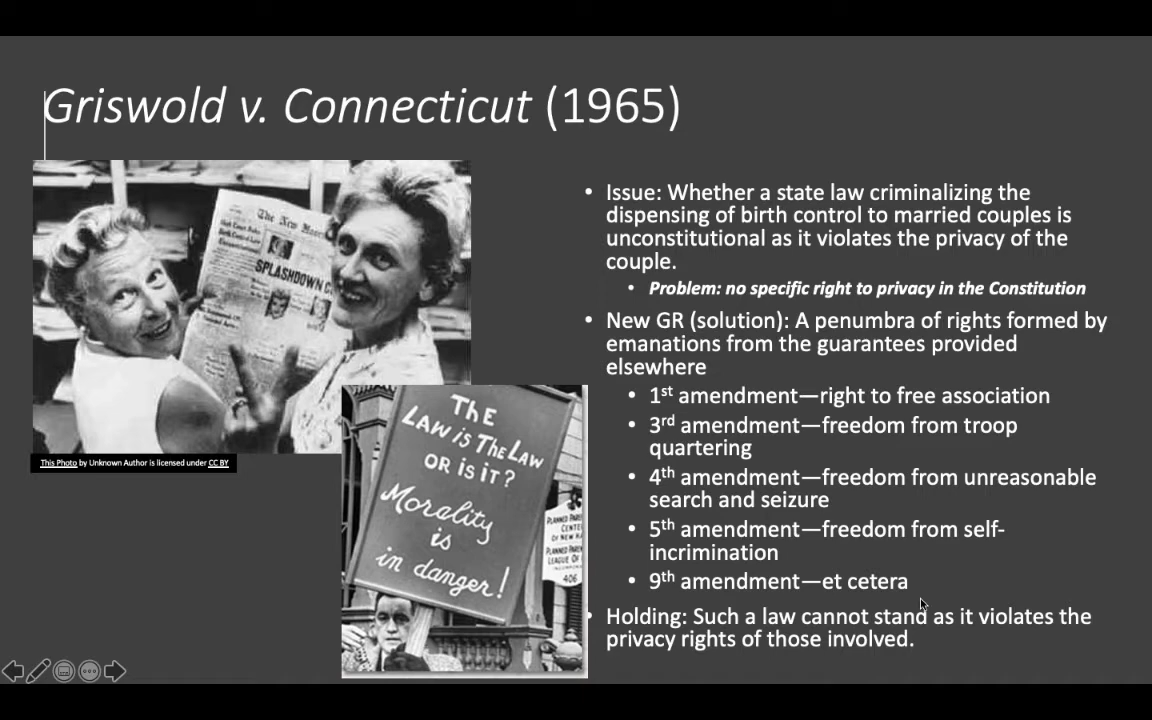 Griswold v. Connecticut (1965)
The New Haven
SPLASHDOWN
This Photo by Unknown Author is licensed under CC BY
The
LAW is The LAW
OR is iT?
Morality
is
in danger!
PLANNED
CENT
OF NEW HA
PLANNED
LEAGUE OF
406
• Issue: Whether a state law criminalizing the
dispensing of birth control to married couples is
unconstitutional as it violates the privacy of the
couple.
• Problem: no specific right to privacy in the Constitution
• New GR (solution): A penumbra of rights formed by
emanations from the guarantees provided
elsewhere
• 1st amendment—right to free association
• 3rd amendment—freedom from troop
quartering
• 4th amendment—freedom from unreasonable
search and seizure
• 5th amendment—freedom from self-
incrimination
• 9th amendment—et cetera
• Holding: Such a law cannot stand as it violates the
privacy rights of those involved.